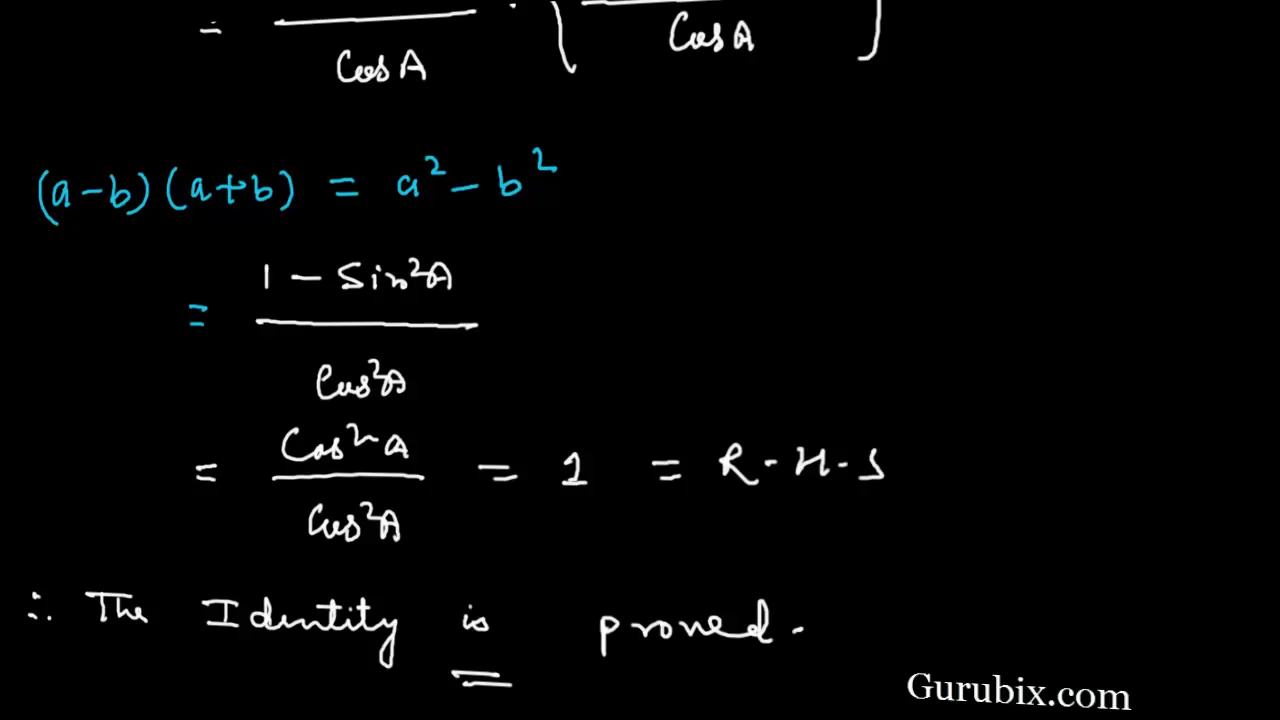 = ——— · ( ———
Cos A Cos A )
(a-b)(a+b) = a² - b²
1 - Sin²A
= ———
Cos²A
Cos²A
= ——— = 1 = R-H-S
Cos²A
∴ The Identity is proved.
Gurubix.com